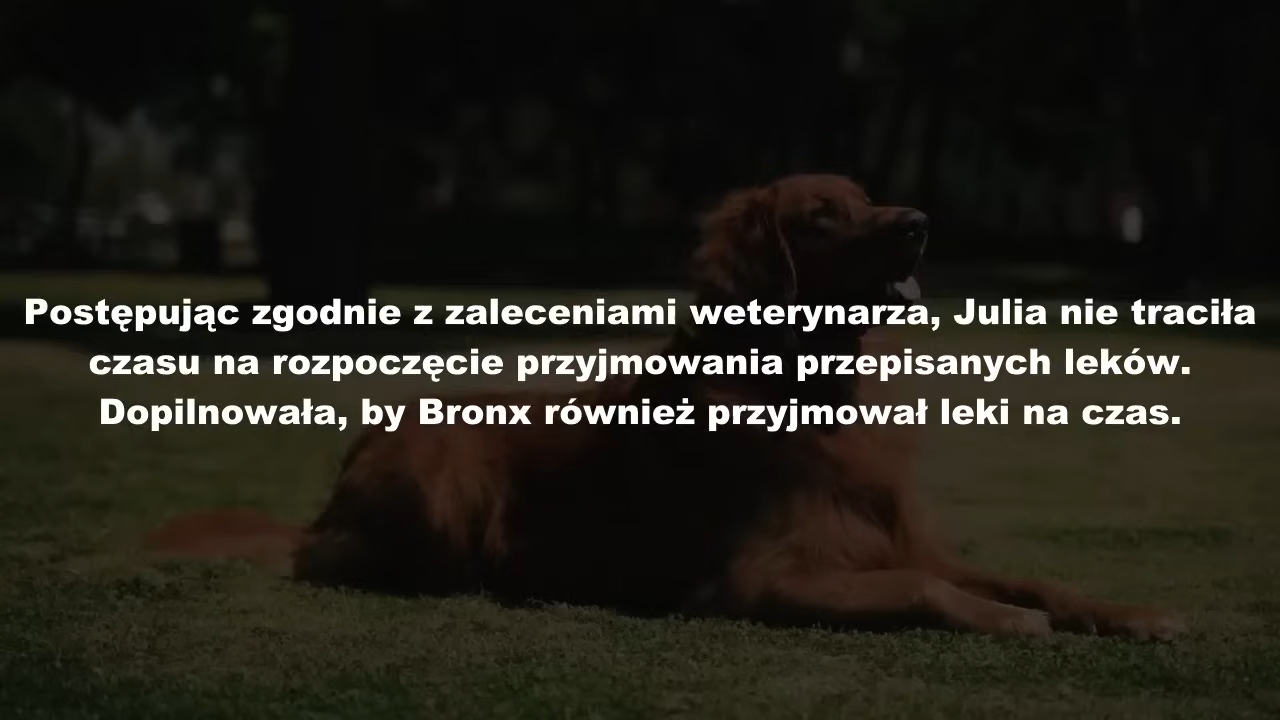 Postępując zgodnie z zaleceniami weterynarza, Julia nie traciła
czasu na rozpoczęcie przyjmowania przepisanych leków.
Dopilnowała, by Bronx również przyjmował leki na czas.